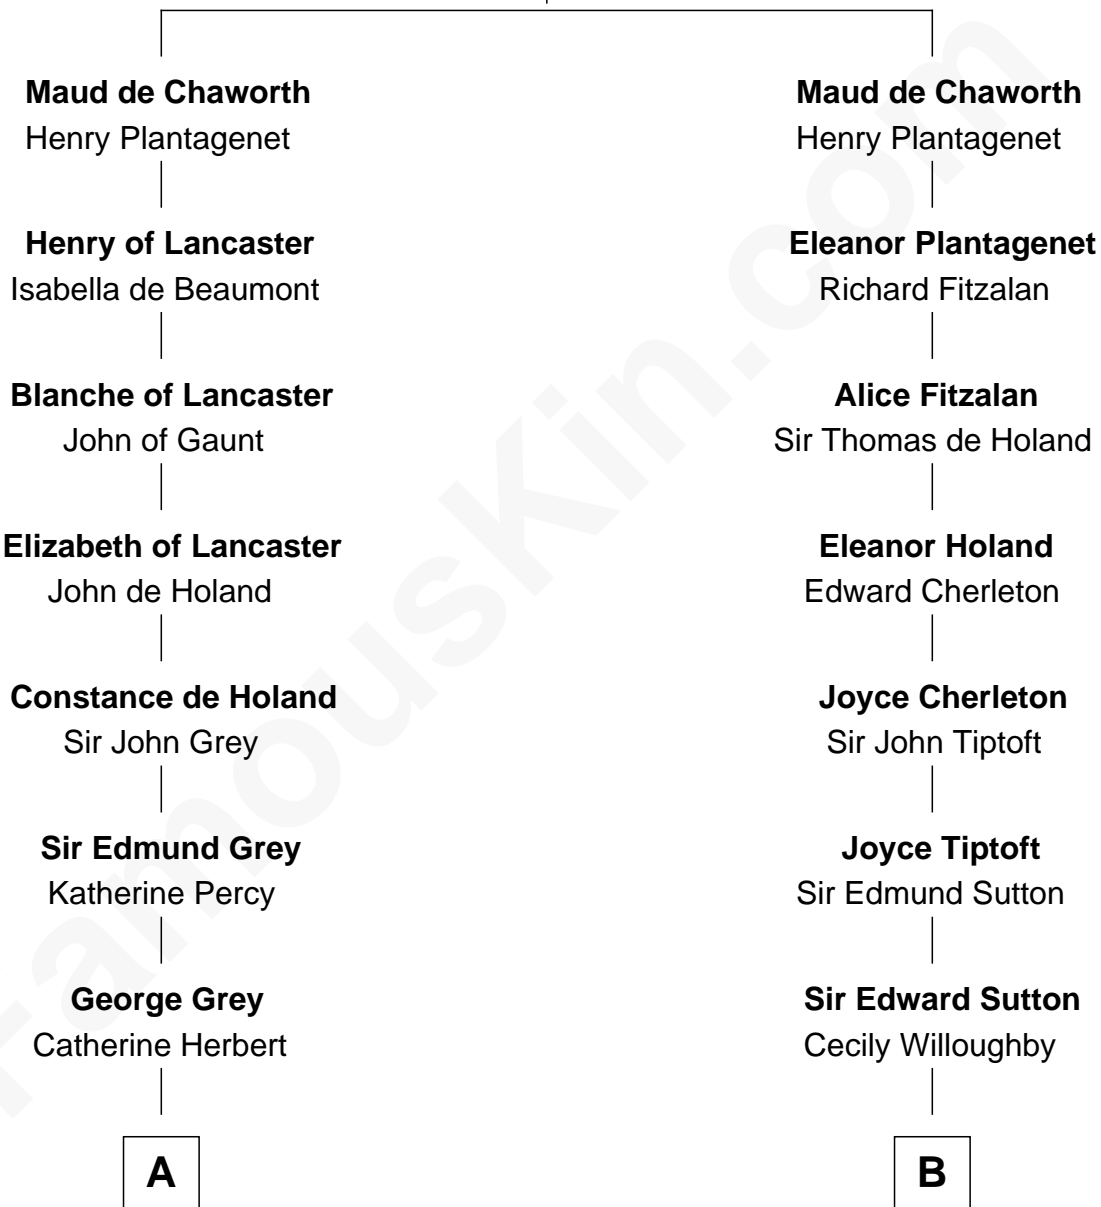 Maud de Chaworth
Henry Plantagenet
Henry of Lancaster
Isabella de Beaumont
Blanche of Lancaster
John of Gaunt
Elizabeth of Lancaster
John de Holand
Constance de Holand
Sir John Grey
Sir Edmund Grey
Katherine Percy
George Grey
Catherine Herbert
A
Maud de Chaworth
Henry Plantagenet
Eleanor Plantagenet
Richard Fitzalan
Alice Fitzalan
Sir Thomas de Holand
Eleanor Holand
Edward Cherleton
Joyce Cherleton
Sir John Tiptoft
Joyce Tiptoft
Sir Edmund Sutton
Sir Edward Sutton
Cecily Willoughby
B
FamousKin.com